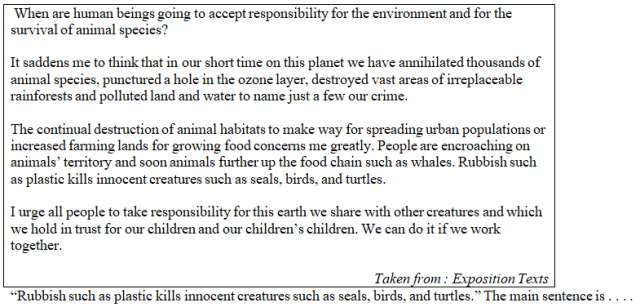 When are human beings going to accept responsibility for the environment and for the
survival of animal species?
It saddens me to think that in our short time on this planet we have annihilated thousands of
animal species, punctured a hole in the ozone layer, destroyed vast areas of irreplaceable
rainforests and polluted land and water to name just a few our crime.
The continual destruction of animal habitats to make way for spreading urban populations or
increased farming lands for growing food concerns me greatly. People are encroaching on
animals' territory and soon animals further up the food chain such as whales. Rubbish such
as plastic kills innocent creatures such as seals, birds, and turtles.
I urge all people to take responsibility for this earth we share with other creatures and which
we hold in trust for our children and our children's children. We can do it if we work
together.
Taken from : Exposition Texts
“Rubbish such as plastic kills innocent creatures such as seals, birds, and turtles.” The main sentence is . . . .